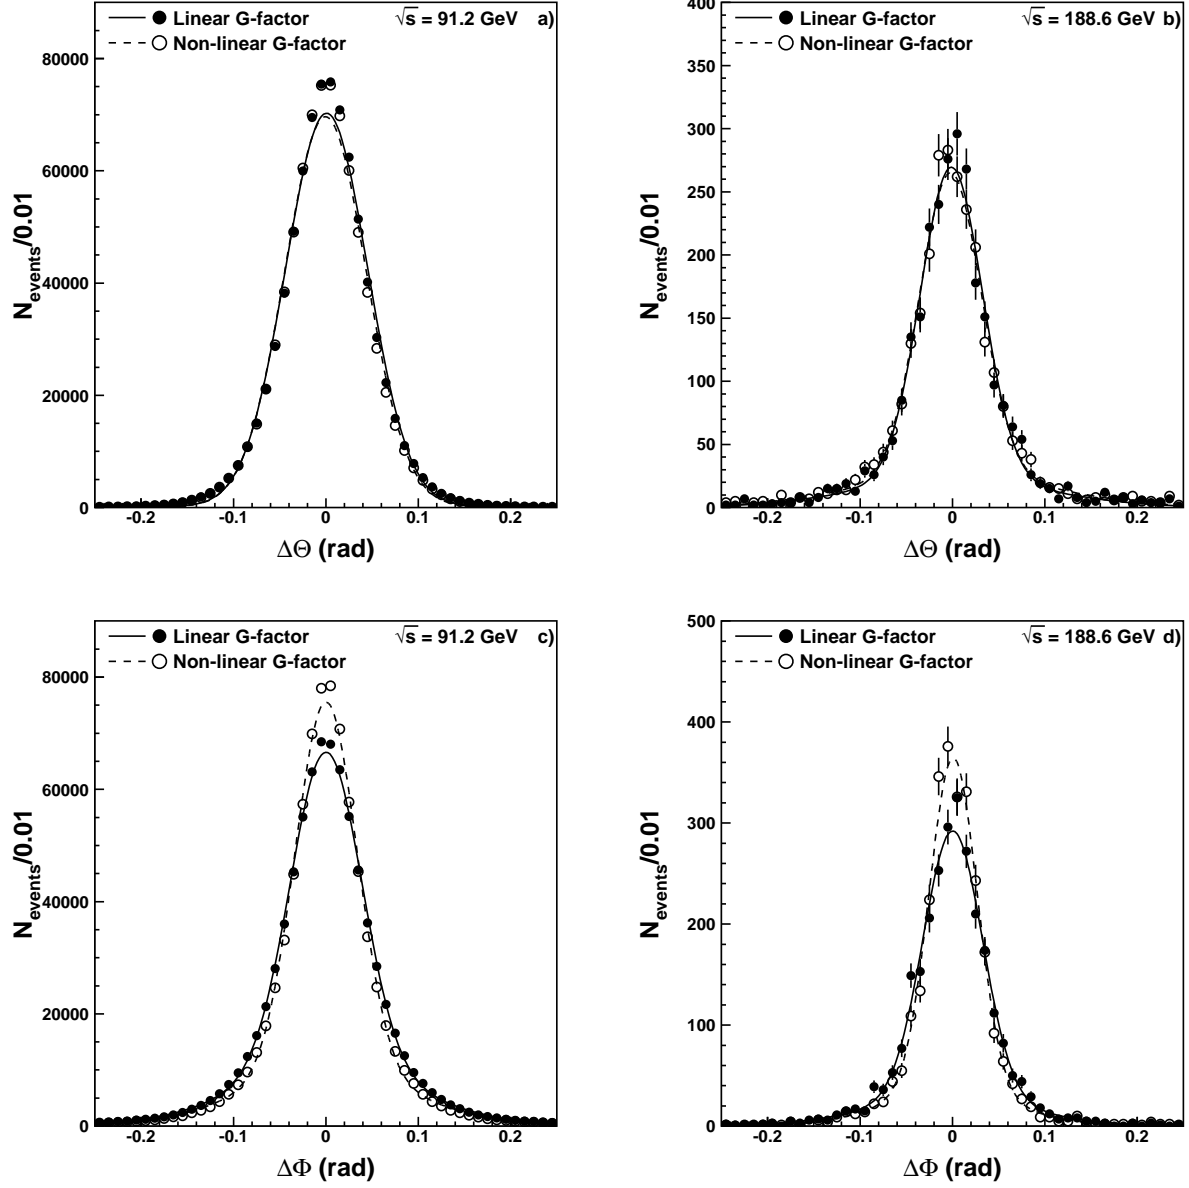 Linear G-factor √s = 91.2 GeV a)
Non-linear G-factor
80000
60000
40000
20000
0
N_events/0.01
-0.2 -0.1 0 0.1 0.2
ΔΘ (rad)
Linear G-factor √s = 188.6 GeV b)
Non-linear G-factor
400
350
300
250
200
150
100
50
0
N_events/0.01
-0.2 -0.1 0 0.1 0.2
ΔΘ (rad)
Linear G-factor √s = 91.2 GeV c)
Non-linear G-factor
80000
60000
40000
20000
0
N_events/0.01
-0.2 -0.1 0 0.1 0.2
ΔΦ (rad)
Linear G-factor √s = 188.6 GeV d)
Non-linear G-factor
500
400
300
200
100
0
N_events/0.01
-0.2 -0.1 0 0.1 0.2
ΔΦ (rad)